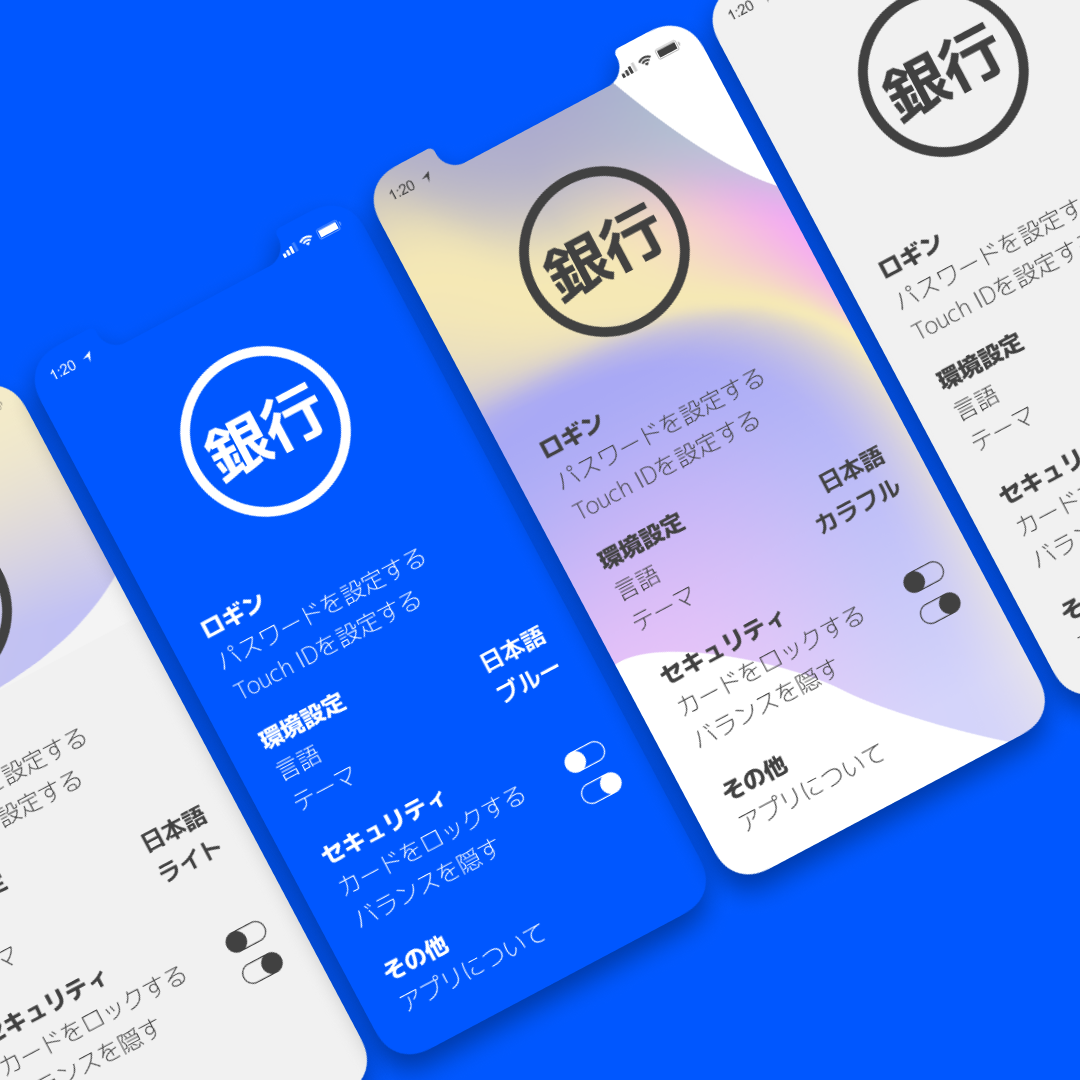 設定する
設定する
日本語
ライト
セキュリティ
カードをロックする
バランスを隠す
1:20
銀行
ロギン
パスワードを設定する
Touch IDを設定する
環境設定
言語
日本語
テーマ
ブルー
セキュリティ
カードをロックする
バランスを隠す
その他
アプリについて
1:20
銀行
ロギン
パスワードを設定する
Touch IDを設定する
環境設定
言語
日本語
テーマ
カラフル
セキュリティ
カードをロックする
バランスを隠す
その他
アプリについて
1:20
銀行
ロギン
パスワードを設定す
Touch IDを設定す
環境設定
言語
テーマ
セキュリ
カード
バラン